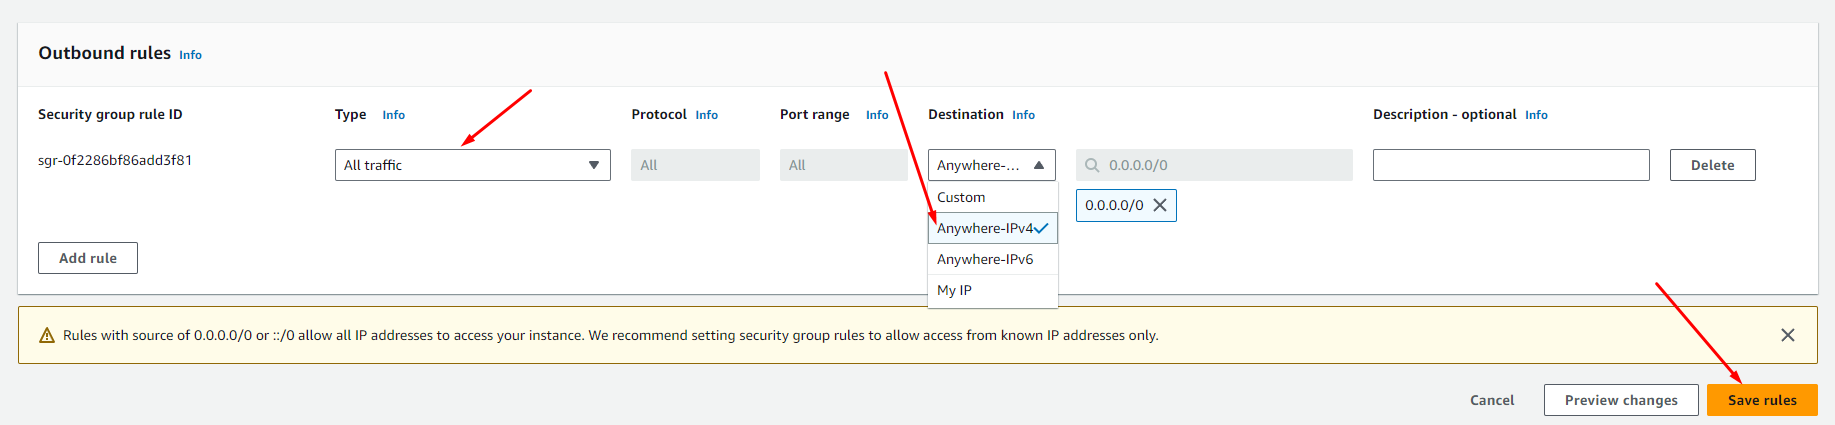 Outbound rules Info
Security group rule ID Type Info Protocol Info Port range Info Destination Info Description - optional Info
sgr-0f2286bf86add3f81 All traffic All All Anywhere-... 0.0.0.0/0 Delete
Custom
0.0.0.0/0
Anywhere-IPv4
Anywhere-IPv6
My IP
Add rule
Rules with source of 0.0.0.0/0 or ::/0 allow all IP addresses to access your instance. We recommend setting security group rules to allow access from known IP addresses only.
Cancel Preview changes Save rules